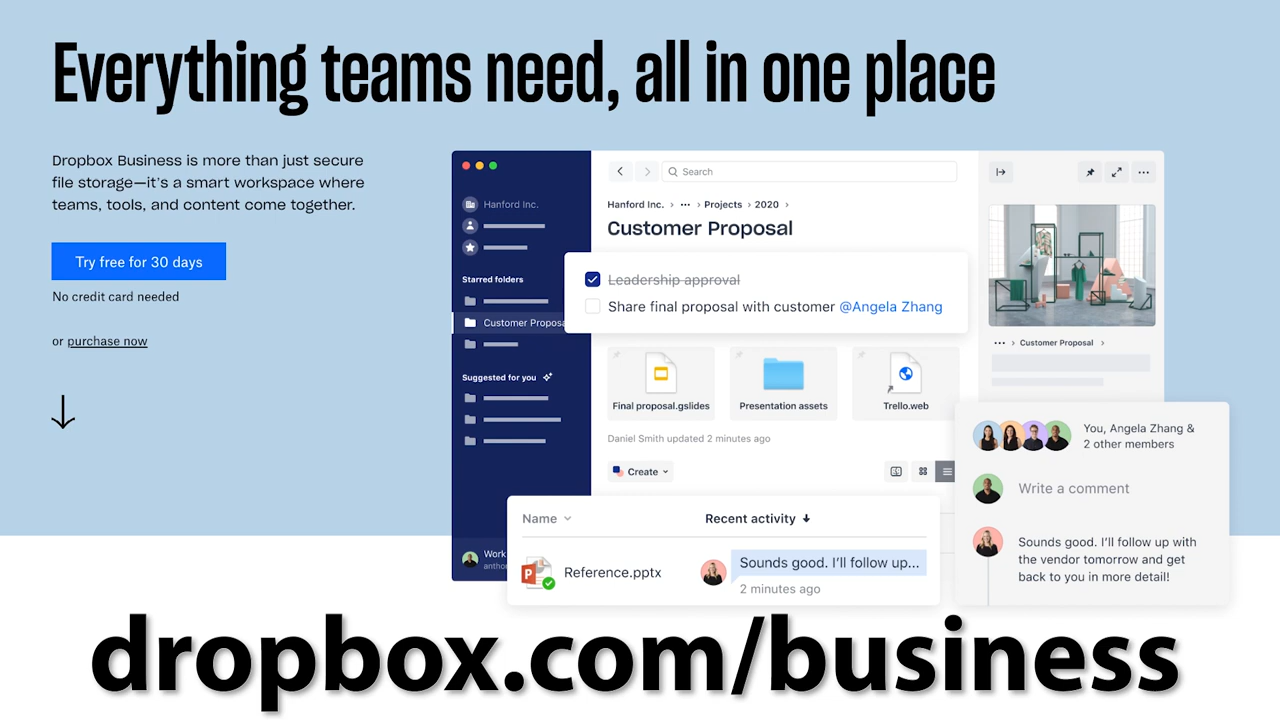 Everything teams need, all in one place
Dropbox Business is more than just secure
file storage—it's a smart workspace where
teams, tools, and content come together.
Try free for 30 days
No credit card needed
or purchase now
Hanford Inc.
Starred folders
Customer Propos
Suggested for you
Work
antho
Search
Hanford Inc. > ••• > Projects > 2020 >
Customer Proposal
Leadership approval
Share final proposal with customer @Angela Zhang
Final proposal.gslides
Presentation assets
Trello.web
Daniel Smith updated 2 minutes ago
Create
Name
Recent activity
P
Reference.pptx
Sounds good. I'll follow up...
2 minutes ago
••• > Customer Proposal >
You, Angela Zhang &
2 other members
Write a comment
Sounds good. I'll follow up with
the vendor tomorrow and get
back to you in more detail!
dropbox.com/business